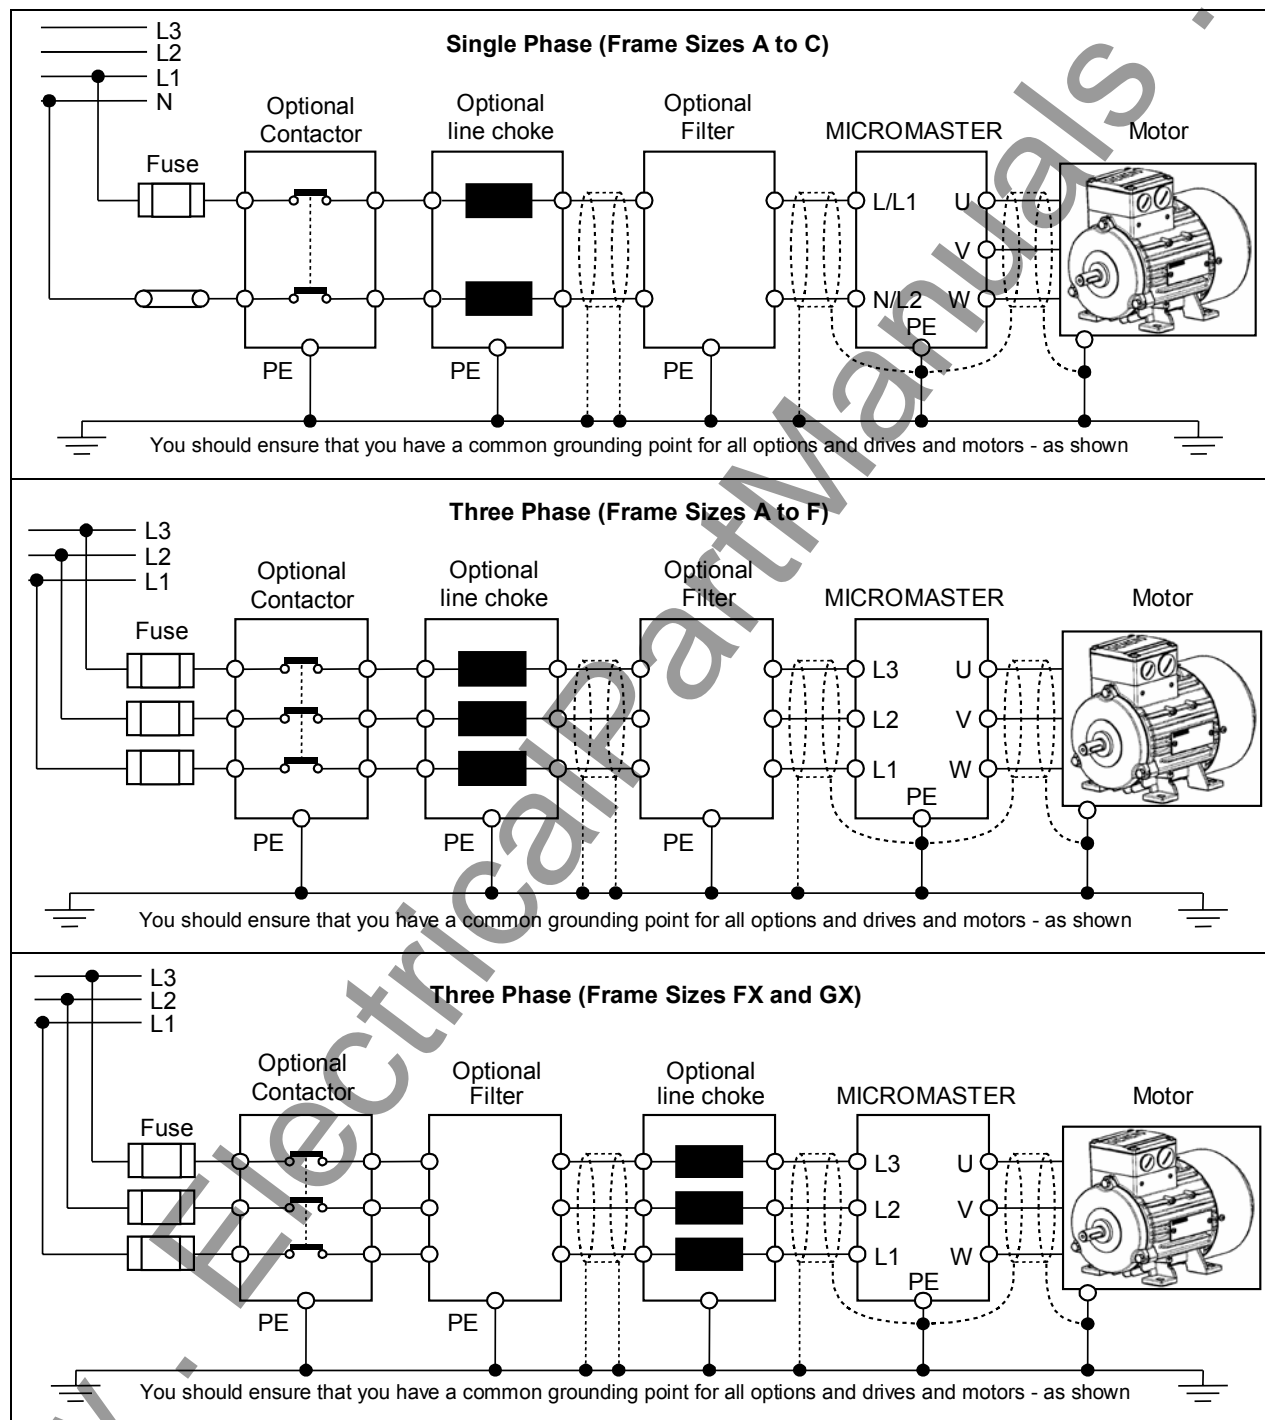 L3
L2
L1
N
Single Phase (Frame Sizes A to C)
Optional
Contactor
Optional
line choke
Optional
Filter
MICROMASTER
Motor
Fuse
L/L1
U
V
N/L2
W
PE
PE
PE
PE
You should ensure that you have a common grounding point for all options and drives and motors - as shown
Three Phase (Frame Sizes A to F)
L3
L2
L1
Optional
Contactor
Optional
line choke
Optional
Filter
MICROMASTER
Motor
Fuse
L3
U
L2
V
L1
W
PE
PE
PE
PE
You should ensure that you have a common grounding point for all options and drives and motors - as shown
L3
L2
L1
Three Phase (Frame Sizes FX and GX)
Optional
Contactor
Optional
Filter
Optional
line choke
MICROMASTER
Motor
Fuse
L3
U
L2
V
L1
W
PE
PE
PE
You should ensure that you have a common grounding point for all options and drives and motors - as shown
. ElectricalPartManuals .